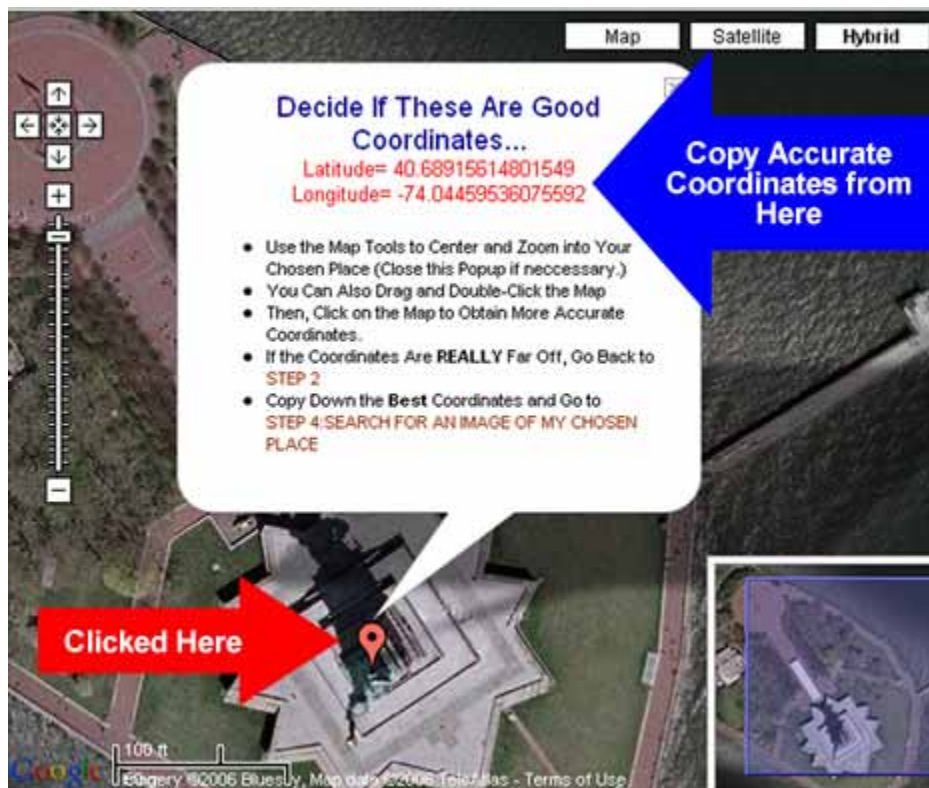 Map Satellite Hybrid
Decide If These Are Good
Coordinates...
Latitude= 40.68915614801549
Longitude= -74.04459536075592
Copy Accurate
Coordinates from
Here
• Use the Map Tools to Center and Zoom into Your
Chosen Place (Close this Popup if neccessary.)
• You Can Also Drag and Double-Click the Map
• Then, Click on the Map to Obtain More Accurate
Coordinates.
• If the Coordinates Are REALLY Far Off, Go Back to
STEP 2
• Copy Down the Best Coordinates and Go to
STEP 4:SEARCH FOR AN IMAGE OF MY CHOSEN
PLACE
Clicked Here
100 ft
Google
Imagery ©2006 Bluesky, Map data ©2006 TeleAtlas - Terms of Use